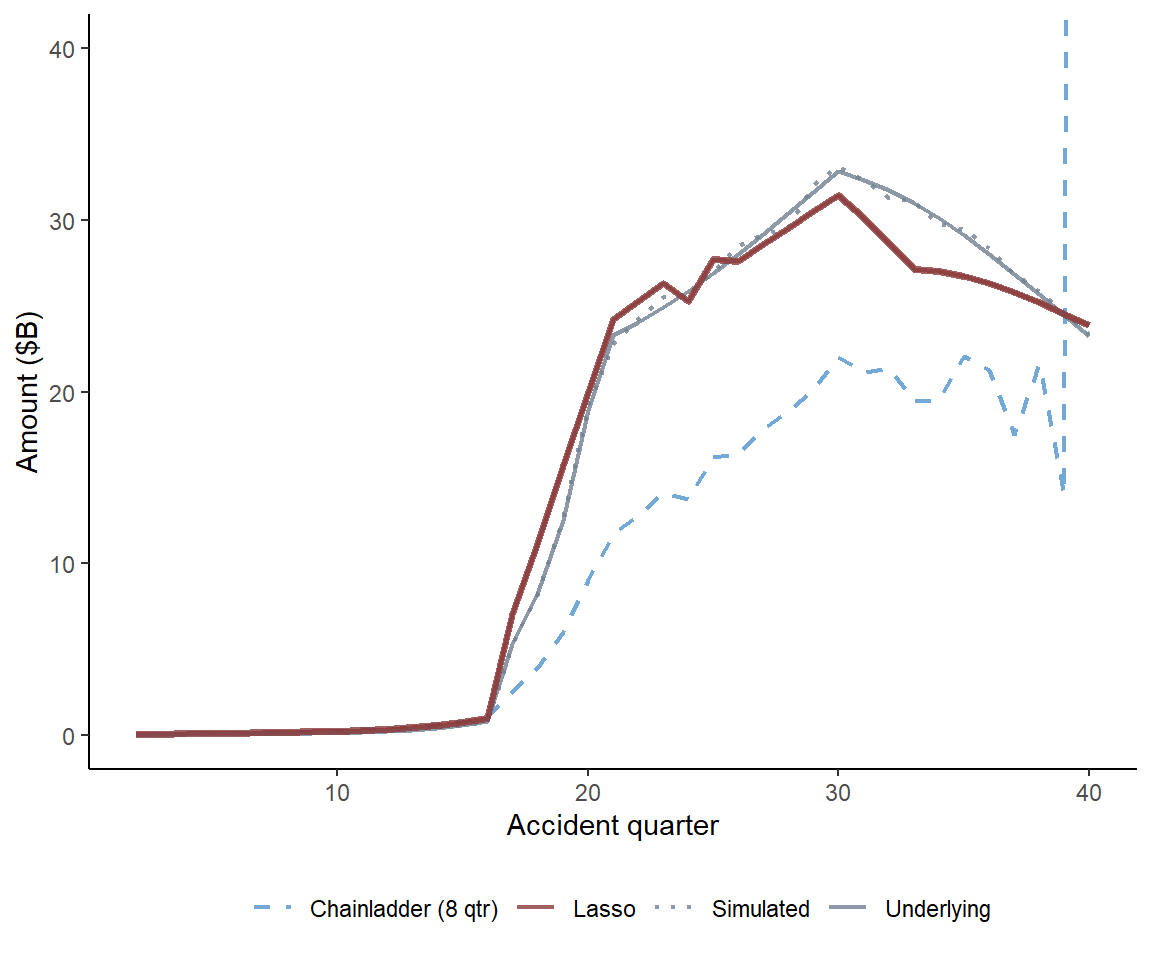 Amount ($B)
40
30
20
10
0
10 20 30 40
Accident quarter
Chainladder (8 qtr) Lasso Simulated Underlying